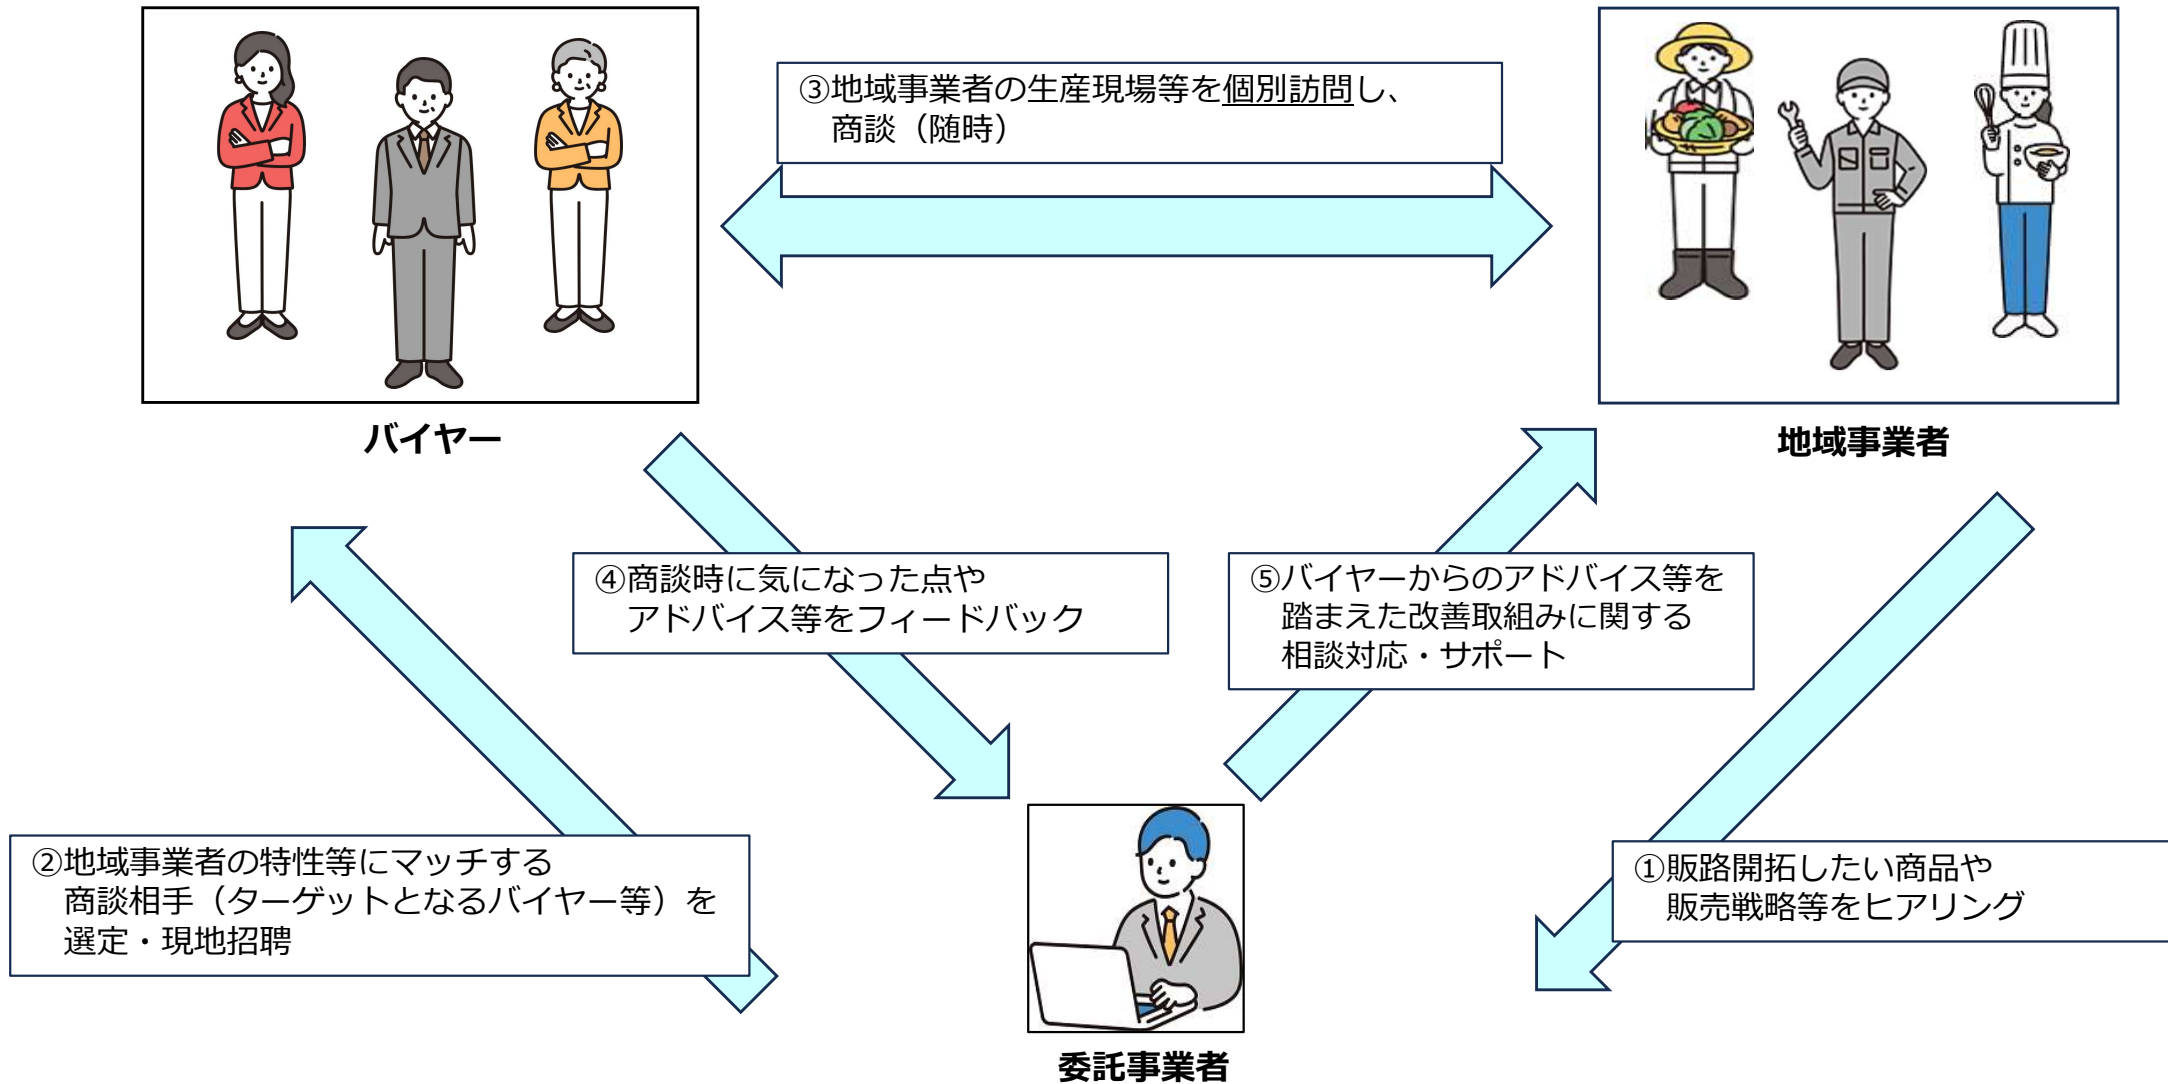 ③地域事業者の生産現場等を個別訪問し、
商談（随時）
バイヤー
地域事業者
④商談時に気になった点や
アドバイス等をフィードバック
⑤バイヤーからのアドバイス等を
踏まえた改善取組みに関する
相談対応・サポート
②地域事業者の特性等にマッチする
商談相手（ターゲットとなるバイヤー等）を
選定・現地招聘
①販路開拓したい商品や
販売戦略等をヒアリング
委託事業者